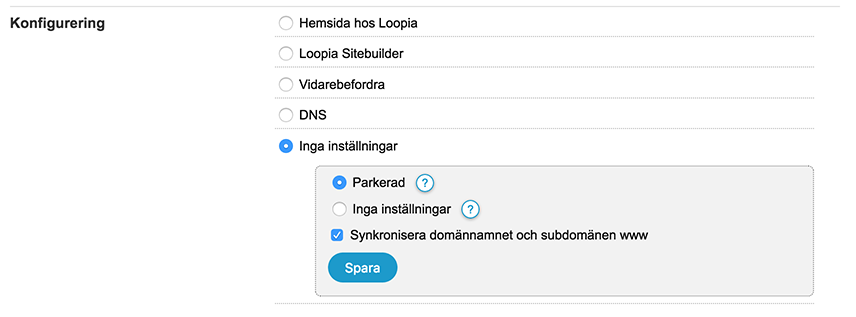 Konfigurering
Hemsida hos Loopia
Loopia Sitebuilder
Vidarebefordra
DNS
Inga inställningar
Parkerad ?
Inga inställningar ?
Synkronisera domännamnet och subdomänen www
Spara